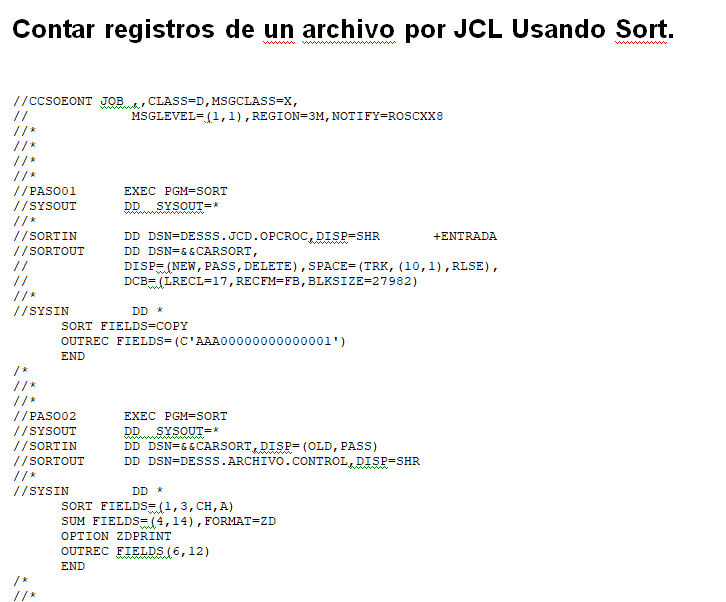 Contar registros de un archivo por JCL Usando Sort.
//CCSOEONT JOB ,,CLASS=D,MSGCLASS=X,
// MSGLEVEL=(1,1),REGION=3M,NOTIFY=ROSCXX8
//*
//*
//*
//*
//PASO01 EXEC PGM=SORT
//SYSOUT DD SYSOUT=*
//*
//SORTIN DD DSN=DESSS.JCD.OPCROC,DISP=SHR +ENTRADA
//SORTOUT DD DSN=&&CARSORT,
// DISP=(NEW,PASS,DELETE),SPACE=(TRK,(10,1),RLSE),
// DCB=(LRECL=17,RECFM=FB,BLKSIZE=27982)
//*
//SYSIN DD *
SORT FIELDS=COPY
OUTREC FIELDS=(C'AAA00000000000001')
END
/*
//*
//*
//PASO02 EXEC PGM=SORT
//SYSOUT DD SYSOUT=*
//SORTIN DD DSN=&&CARSORT,DISP=(OLD,PASS)
//SORTOUT DD DSN=DESSS.ARCHIVO.CONTROL,DISP=SHR
//*
//SYSIN DD *
SORT FIELDS=(1,3,CH,A)
SUM FIELDS=(4,14),FORMAT=ZD
OPTION ZDPRINT
OUTREC FIELDS(6,12)
END
/*
//*